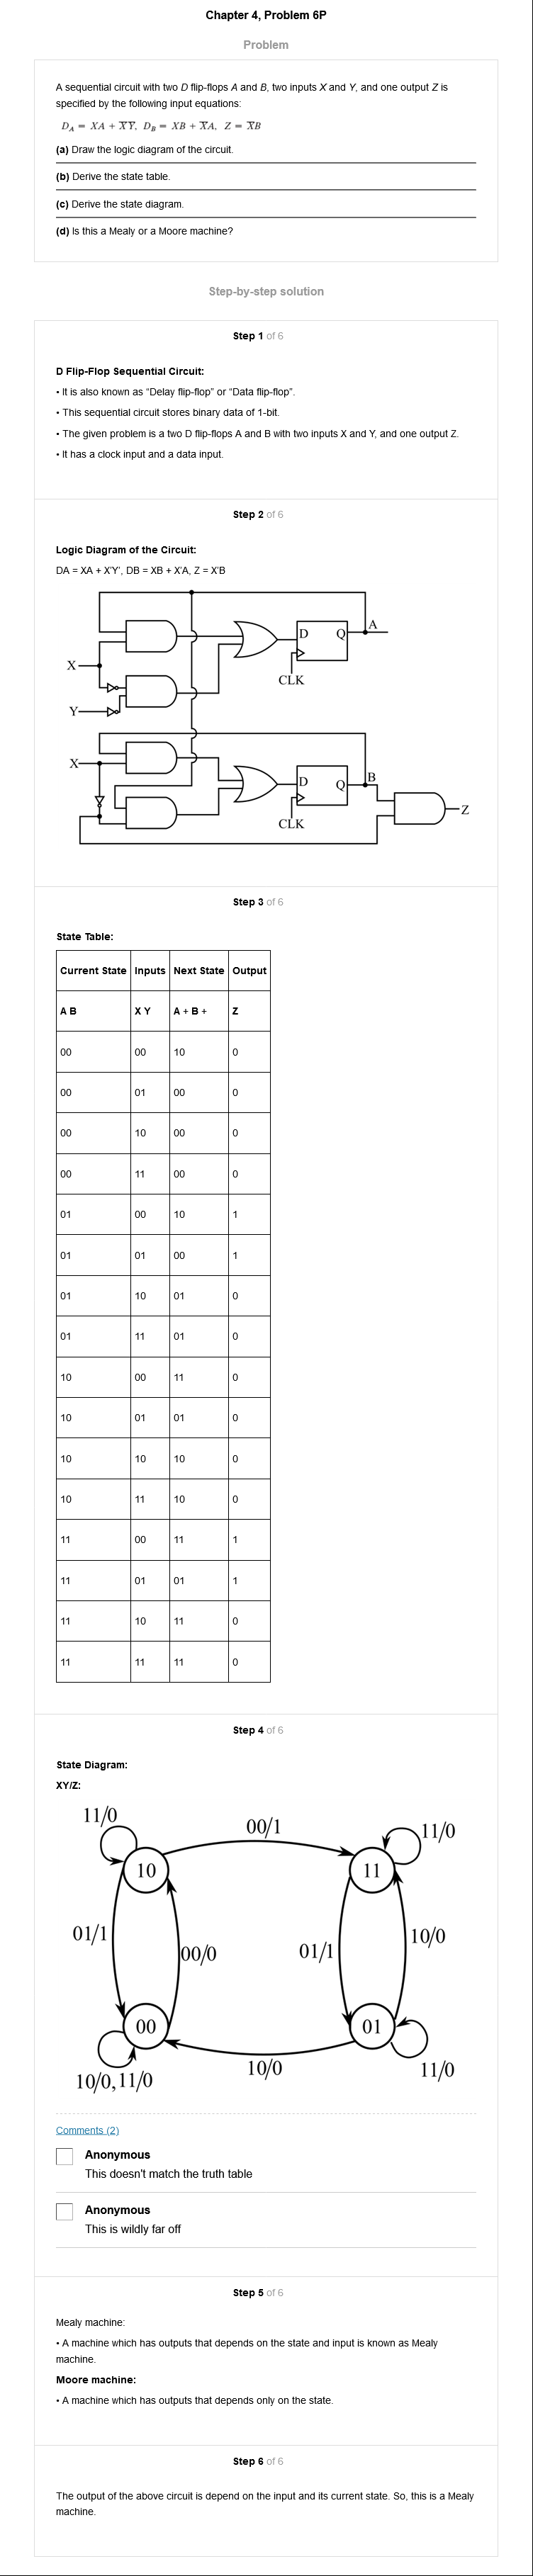 Chapter 4, Problem 6P
Problem
A sequential circuit with two D flip-flops A and B, two inputs X and Y, and one output Z is
specified by the following input equations:
D_A = XA + X̅Y̅, D_B = XB + X̅A, Z = X̅B
(a) Draw the logic diagram of the circuit.
(b) Derive the state table.
(c) Derive the state diagram.
(d) Is this a Mealy or a Moore machine?
Step-by-step solution
Step 1 of 6
D Flip-Flop Sequential Circuit:
• It is also known as “Delay flip-flop” or “Data flip-flop”.
• This sequential circuit stores binary data of 1-bit.
• The given problem is a two D flip-flops A and B with two inputs X and Y, and one output Z.
• It has a clock input and a data input.
Step 2 of 6
Logic Diagram of the Circuit:
DA = XA + X'Y', DB = XB + X'A, Z = X'B
A
D Q
X
CLK
Y
X
B
D Q
Z
CLK
Step 3 of 6
State Table:
Current State Inputs Next State Output
A B X Y A + B + Z
00 00 10 0
00 01 00 0
00 10 00 0
00 11 00 0
01 00 10 1
01 01 00 1
01 10 01 0
01 11 01 0
10 00 11 0
10 01 01 0
10 10 10 0
10 11 10 0
11 00 11 1
11 01 01 1
11 10 11 0
11 11 11 0
Step 4 of 6
State Diagram:
XY/Z:
11/0
00/1
11/0
10
11
01/1
00/0
01/1
10/0
00
01
10/0, 11/0
10/0
11/0
Comments (2)
Anonymous
This doesn't match the truth table
Anonymous
This is wildly far off
Step 5 of 6
Mealy machine:
• A machine which has outputs that depends on the state and input is known as Mealy
machine.
Moore machine:
• A machine which has outputs that depends only on the state.
Step 6 of 6
The output of the above circuit is depend on the input and its current state. So, this is a Mealy
machine.